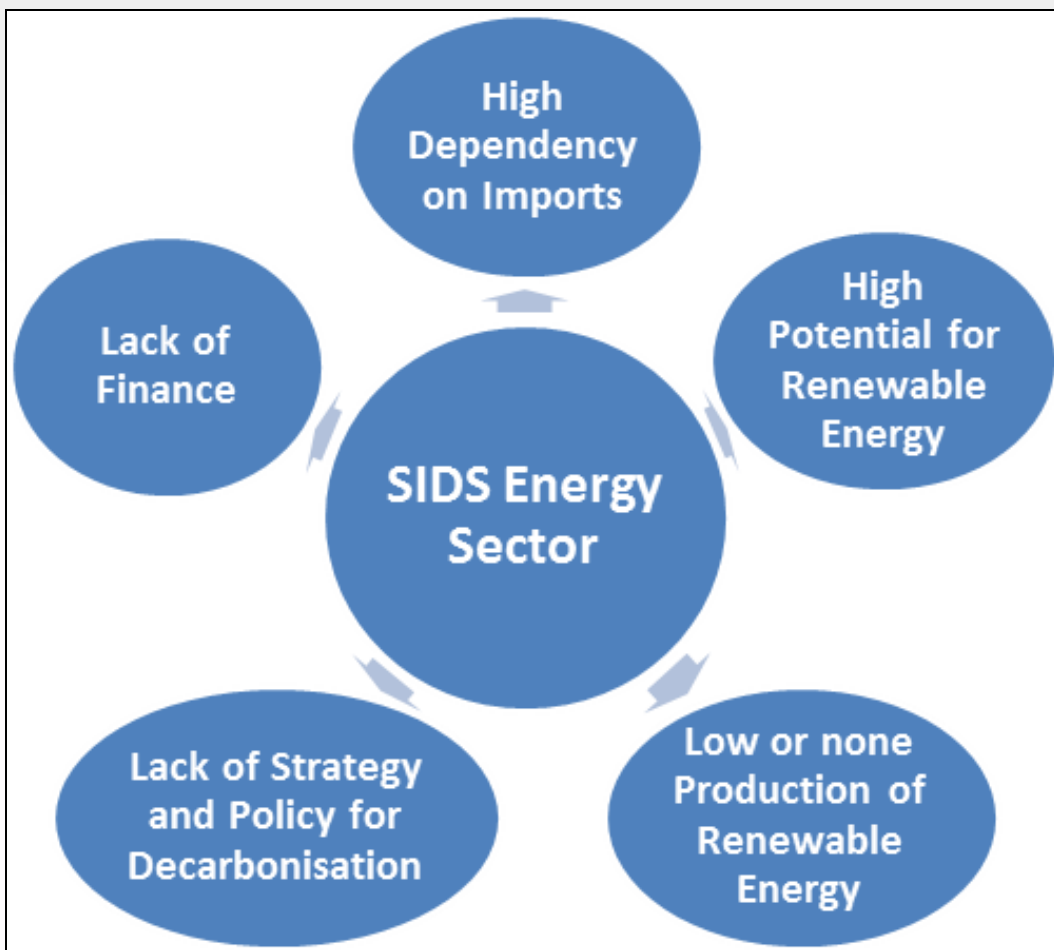 High
Dependency
on Imports
High
Potential for
Renewable
Energy
Lack of
Finance
SIDS Energy
Sector
Lack of Strategy
and Policy for
Decarbonisation
Low or none
Production of
Renewable
Energy